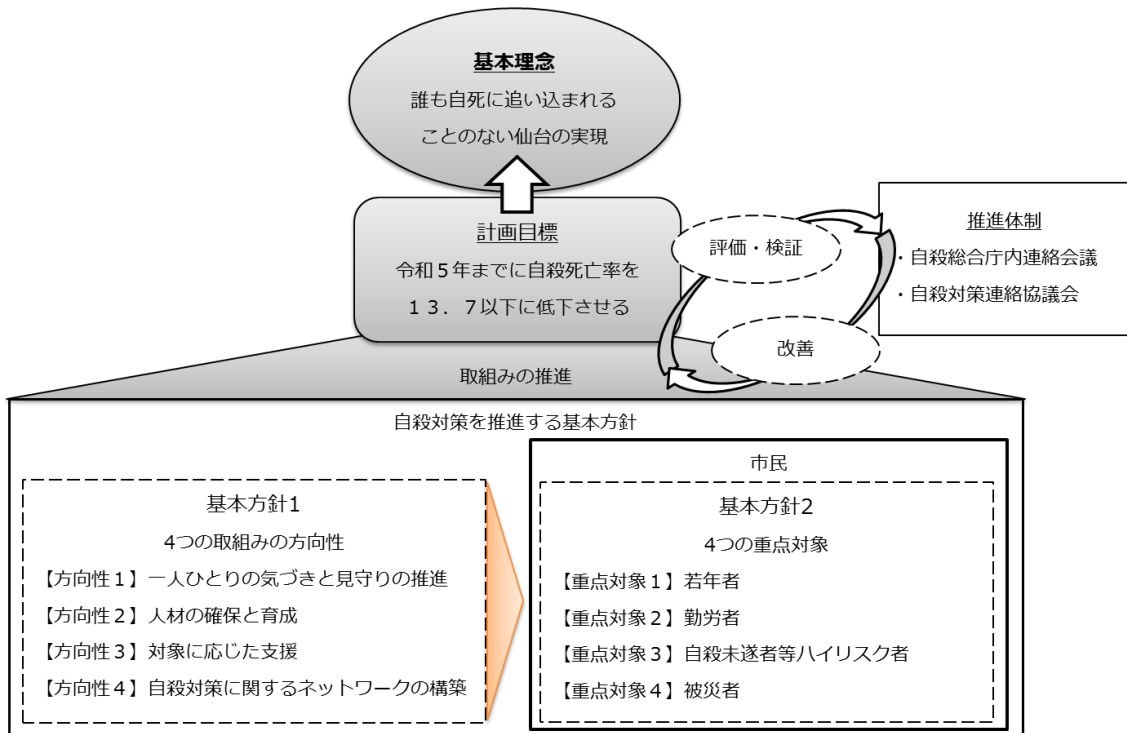 基本理念
誰も自死に追い込まれる
ことのない仙台の実現
計画目標
令和５年までに自殺死亡率を
１３．７以下に低下させる
評価・検証
改善
推進体制
・自殺総合庁内連絡会議
・自殺対策連絡協議会
取組みの推進
自殺対策を推進する基本方針
基本方針1
4つの取組みの方向性
【方向性１】一人ひとりの気づきと見守りの推進
【方向性２】人材の確保と育成
【方向性３】対象に応じた支援
【方向性４】自殺対策に関するネットワークの構築
市民
基本方針2
4つの重点対象
【重点対象１】若年者
【重点対象２】勤労者
【重点対象３】自殺未遂者等ハイリスク者
【重点対象４】被災者